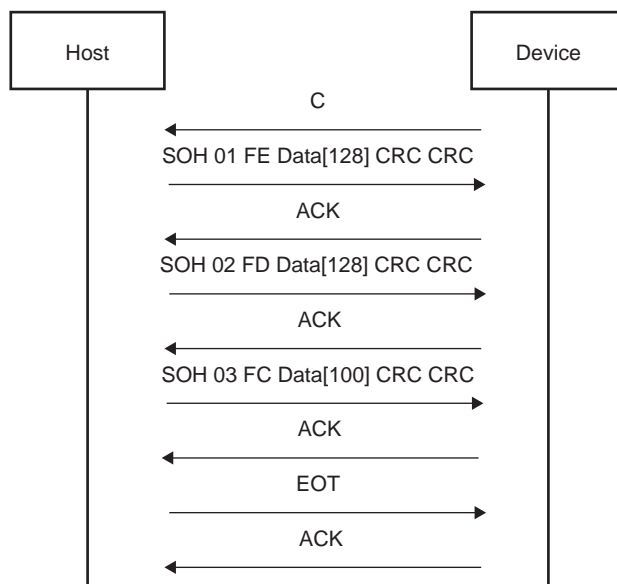 Host
Device
C
SOH 01 FE Data[128] CRC CRC
ACK
SOH 02 FD Data[128] CRC CRC
ACK
SOH 03 FC Data[100] CRC CRC
ACK
EOT
ACK